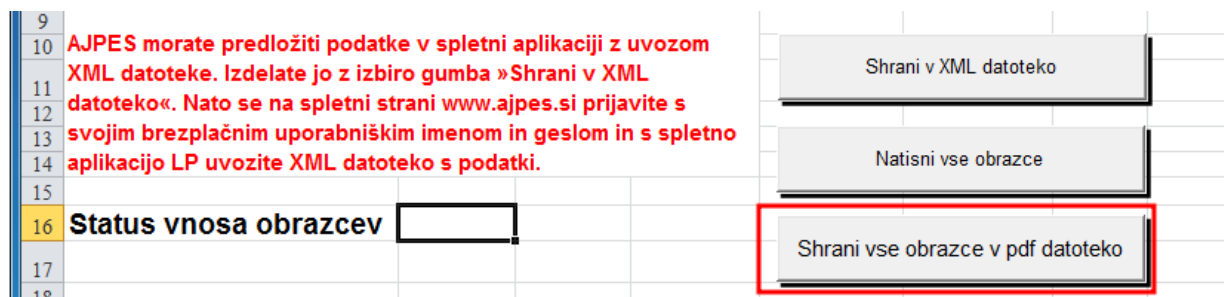 9
10
11
12
13
14
15
16
17
18
AJPES morate predložiti podatke v spletni aplikaciji z uvozom
XML datoteke. Izdelate jo z izbiro gumba »Shrani v XML
datoteko«. Nato se na spletni strani www.ajpes.si prijavite s
svojim brezplačnim uporabniškim imenom in geslom in s spletno
aplikacijo LP uvozite XML datoteko s podatki.
Status vnosa obrazcev
Shrani v XML datoteko
Natisni vse obrazce
Shrani vse obrazce v pdf datoteko